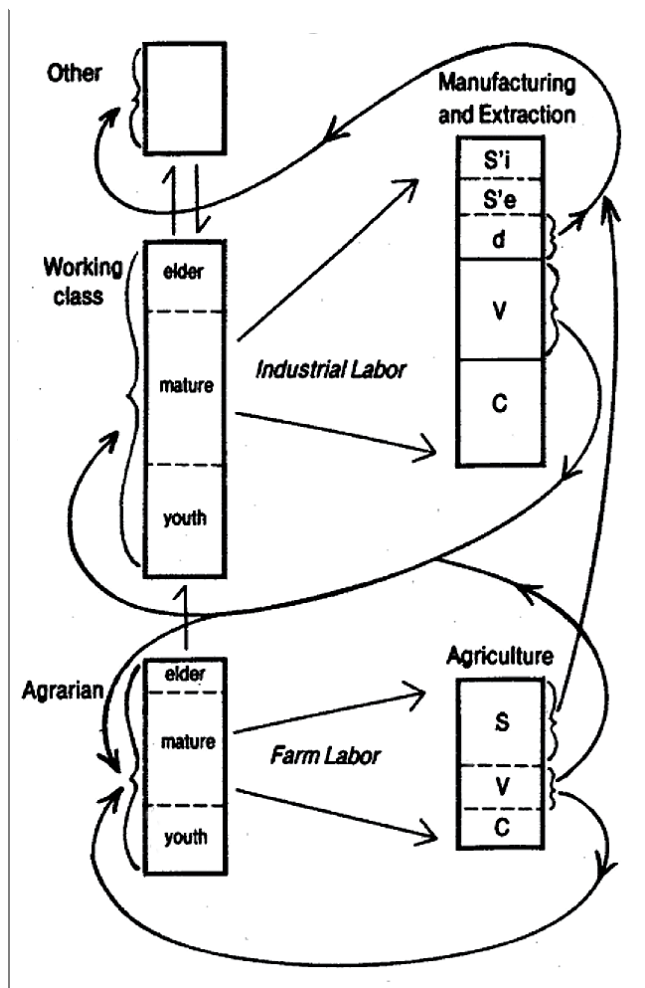 Other
Manufacturing
and Extraction
S'i
S'e
d
V
C
Working
class
elder
mature
youth
Industrial Labor
Agrarian
elder
mature
youth
Farm Labor
Agriculture
S
V
C